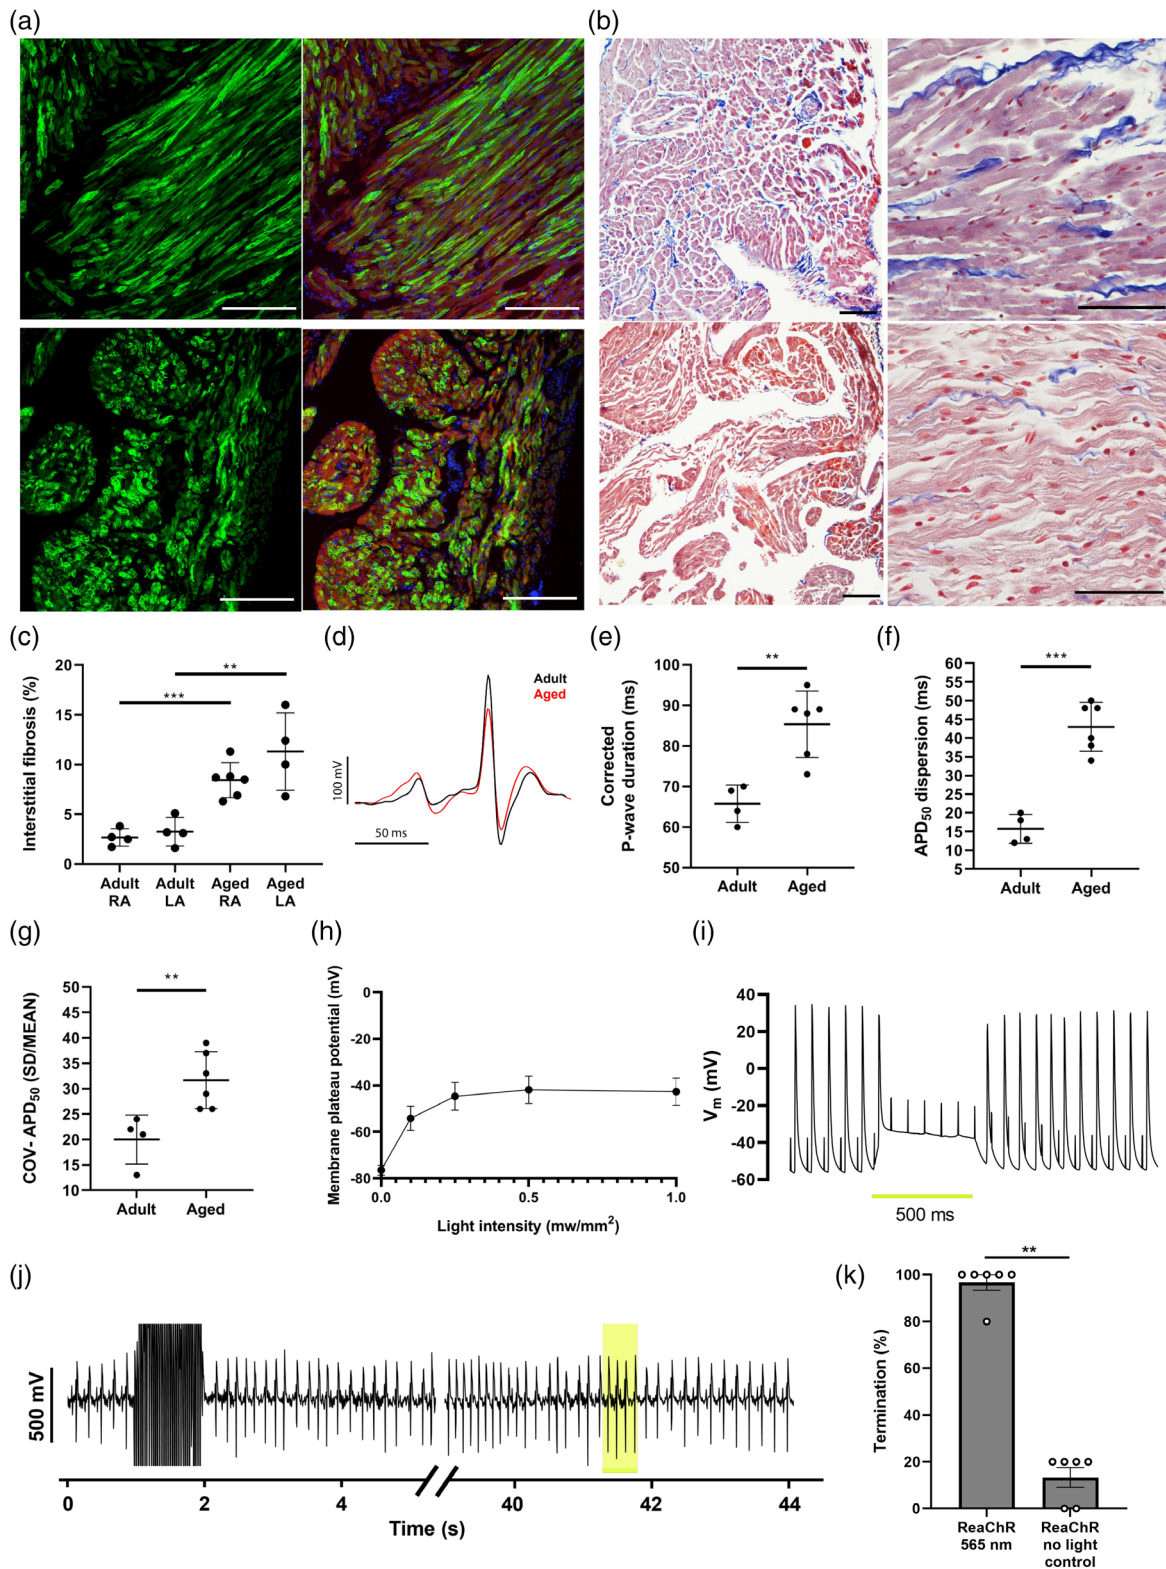 (a)
(b)
(c)
Interstitial fibrosis (%)
20
15
10
5
0
***
**
Adult RA
Adult LA
Aged RA
Aged LA
(d)
Adult
Aged
100 mV
50 ms
(e)
Corrected
P-wave duration (ms)
100
90
80
70
60
50
**
Adult
Aged
(f)
APD50 dispersion (ms)
60
55
50
45
40
35
30
25
20
15
10
5
***
Adult
Aged
(g)
COV- APD50 (SD/MEAN)
50
45
40
35
30
25
20
15
10
**
Adult
Aged
(h)
Membrane plateau potential (mV)
0
-20
-40
-60
-80
0.0
0.5
1.0
Light intensity (mw/mm2)
(i)
Vm (mV)
40
20
0
-20
-40
-60
500 ms
(j)
500 mV
0
2
4
40
42
44
Time (s)
(k)
Termination (%)
100
80
60
40
20
0
**
ReaChR
565 nm
ReaChR
no light
control